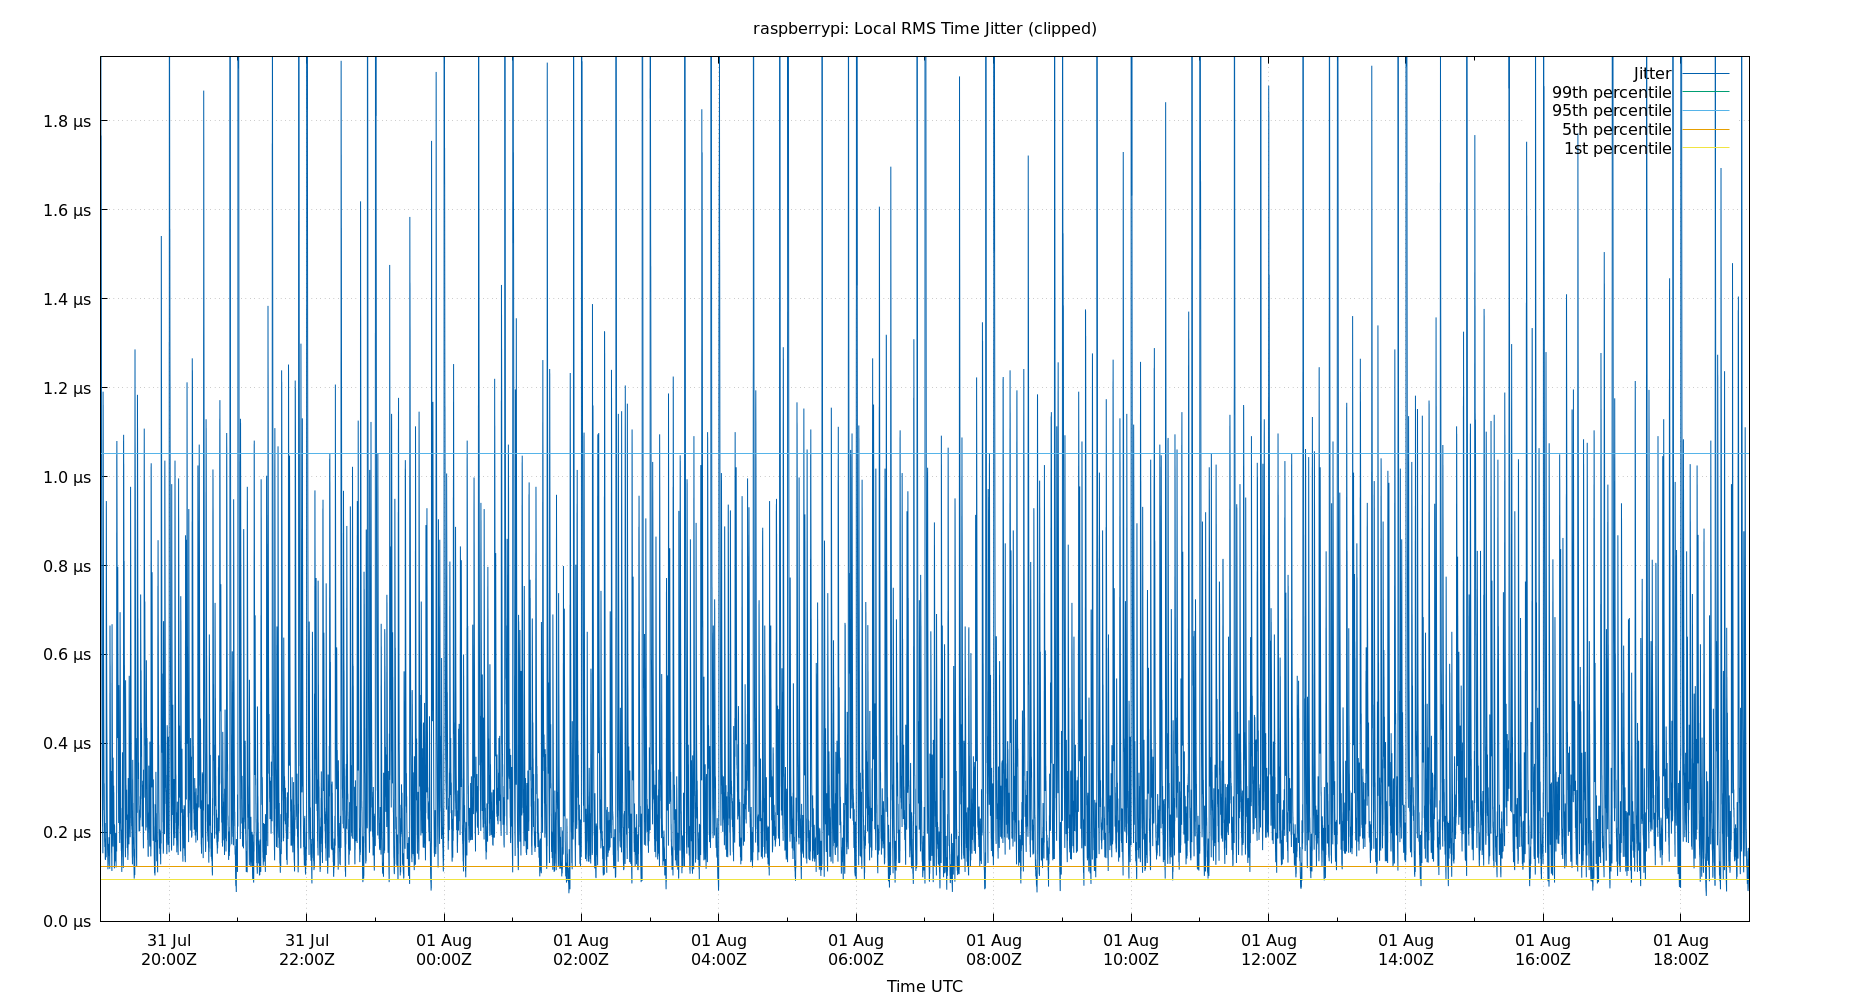 raspberrypi: Local RMS Time Jitter (clipped)
Jitter
99th percentile
95th percentile
5th percentile
1st percentile
1.8 µs
1.6 µs
1.4 µs
1.2 µs
1.0 µs
0.8 µs
0.6 µs
0.4 µs
0.2 µs
0.0 µs
31 Jul 31 Jul 01 Aug 01 Aug 01 Aug 01 Aug 01 Aug 01 Aug 01 Aug 01 Aug 01 Aug 01 Aug
20:00Z 22:00Z 00:00Z 02:00Z 04:00Z 06:00Z 08:00Z 10:00Z 12:00Z 14:00Z 16:00Z 18:00Z
Time UTC